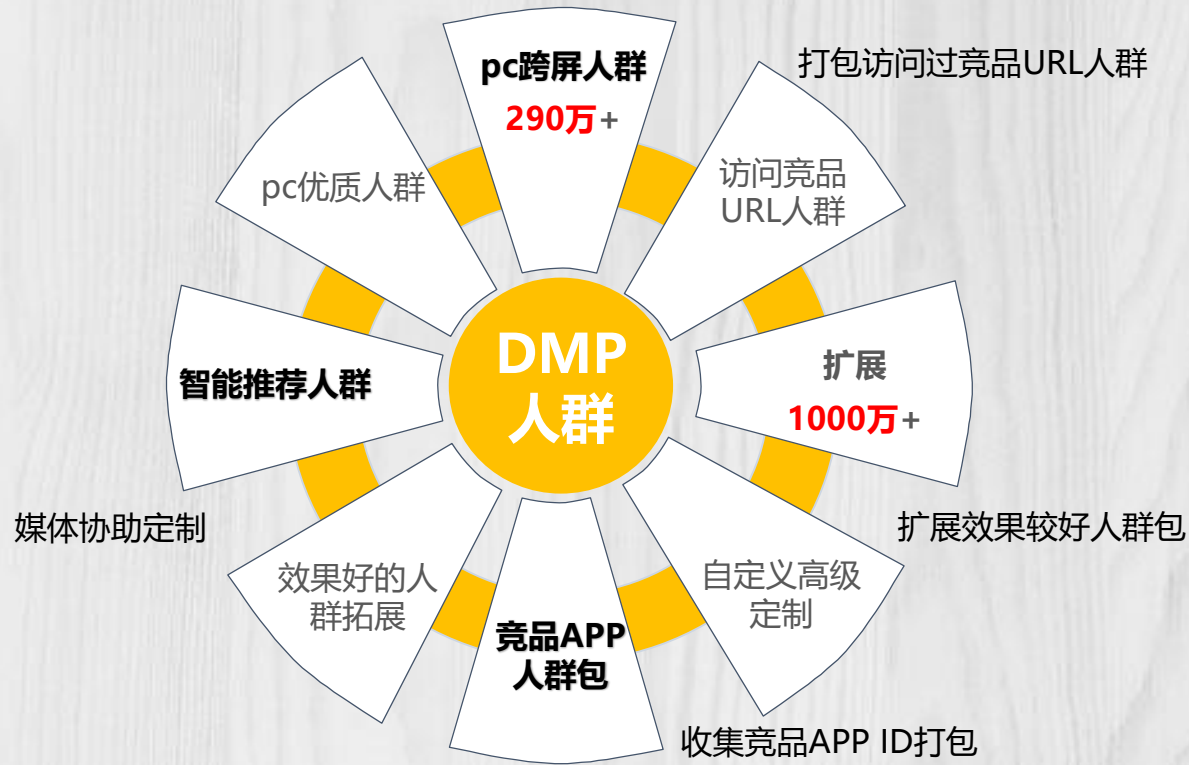 pc跨屏人群
290万+
打包访问过竞品URL人群
pc优质人群
访问竞品
URL人群
DMP
人群
智能推荐人群
扩展
1000万+
媒体协助定制
扩展效果较好人群包
效果好的人
群拓展
自定义高级
定制
竞品APP
人群包
收集竞品APP ID打包